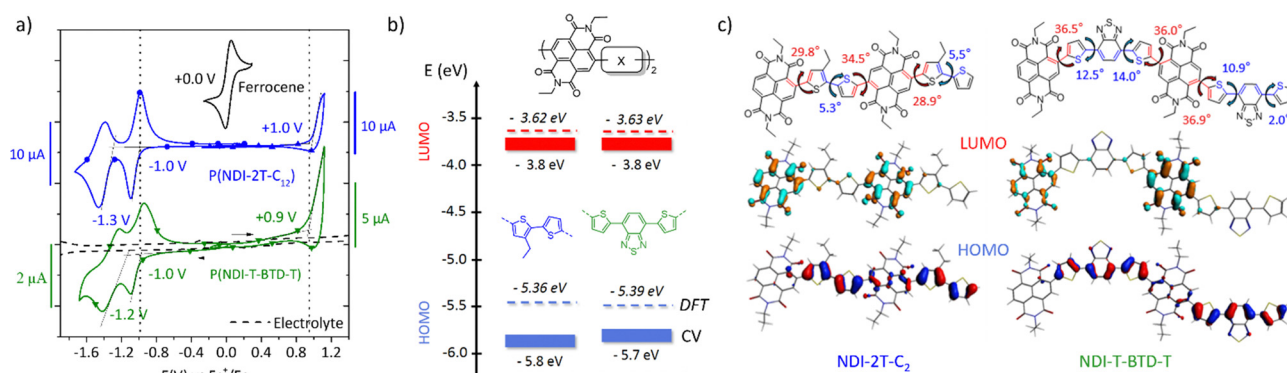 a)
+0.0 V
Ferrocene
+1.0 V
10 µA
10 µA
-1.0 V
P(NDI-2T-C12)
-1.3 V
+0.9 V
5 µA
-1.0 V
P(NDI-T-BTD-T)
2 µA
-1.2 V
Electrolyte
-1.6 -1.2 -0.8 -0.4 0.0 0.4 0.8 1.2
b)
O N O
X
2
O N O
E (eV)
-3.5
-4.0
-4.5
-5.0
-5.5
-6.0
LUMO
HOMO
- 3.62 eV
- 3.63 eV
- 3.8 eV
- 3.8 eV
S
S
S
S
N N
S
- 5.36 eV
- 5.39 eV
DFT
CV
- 5.8 eV
- 5.7 eV
c)
29.8°
34.5°
5,5°
5.3°
28.9°
36.5°
36.0°
12.5°
14.0°
10.9°
36.9°
2.0°
LUMO
HOMO
NDI-2T-C2
NDI-T-BTD-T